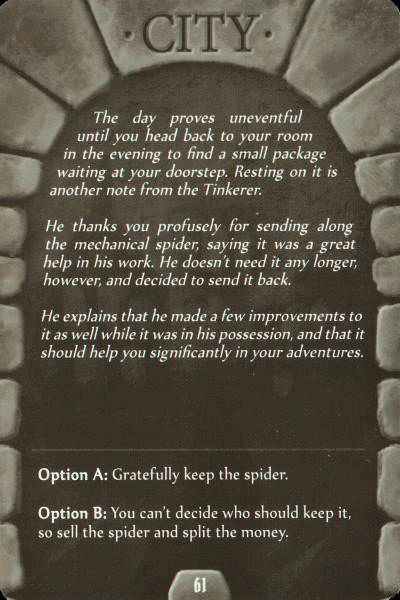 · CITY ·
The day proves uneventful
until you head back to your room
in the evening to find a small package
waiting at your doorstep. Resting on it is
another note from the Tinkerer.
He thanks you profusely for sending along
the mechanical spider, saying it was a great
help in his work. He doesn't need it any longer,
however, and decided to send it back.
He explains that he made a few improvements to
it as well while it was in his possession, and that it
should help you significantly in your adventures.
Option A: Gratefully keep the spider.
Option B: You can't decide who should keep it,
so sell the spider and split the money.
61